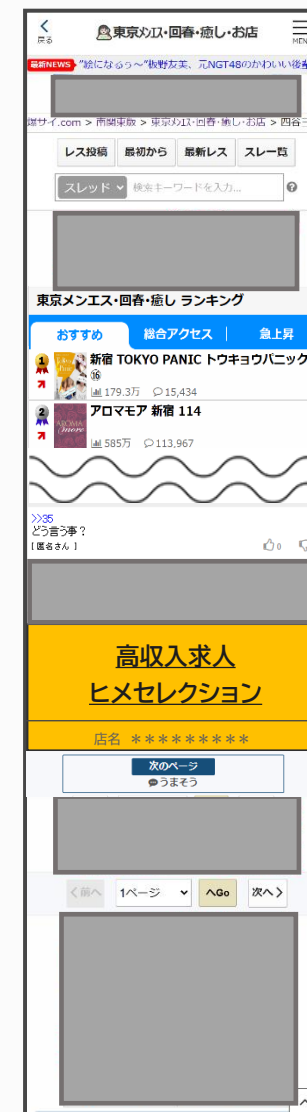 戻る
東京メンエス・回春・癒し・お店
MEN
最新NEWS
"絵になるぅ～"板野友美、元NGT48のかわいい後輩
爆サイ.com > 南関東版 > 東京メンエス・回春・癒し・お店 > 四谷三
レス投稿 最初から 最新レス スレ一覧
スレッド 検索キーワードを入力...
東京メンエス・回春・癒し ランキング
おすすめ 総合アクセス 急上昇
1 新宿 TOKYO PANIC トウキョウパニック
⑯
179.3万 15,434
2 アロマモア 新宿 114
AROMA more
585万 113,967
>>35
どう言う事？
[ 匿名さん ]
0
高収入求人
ヒメセレクション
店名 ＊＊＊＊＊＊＊＊＊
次のページ
うまそう
〈前へ 1ページ へGo 次へ〉